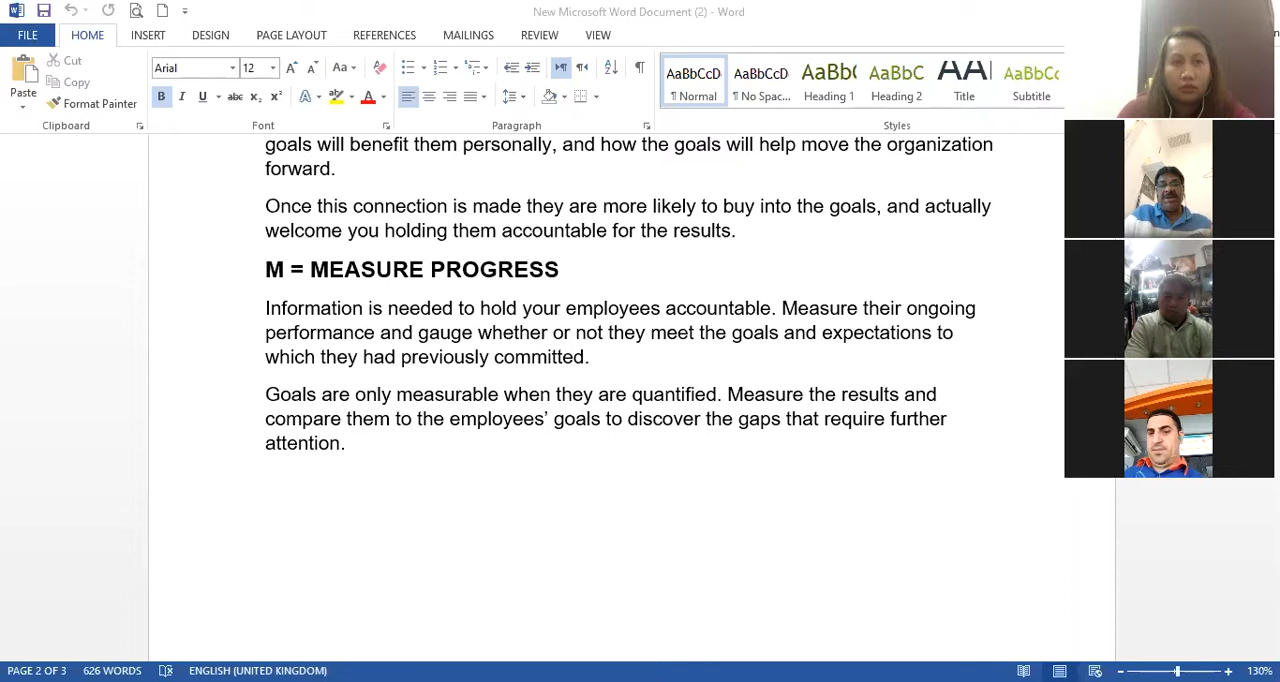 New Microsoft Word Document (2) - Word
FILE
HOME
INSERT
DESIGN
PAGE LAYOUT
REFERENCES
MAILINGS
REVIEW
VIEW
Paste
Cut
Copy
Format Painter
Clipboard
Arial
12
Font
Paragraph
AaBbCcD
¶ Normal
AaBbCcD
¶ No Spac...
AaBb(
Heading 1
AaBbC
Heading 2
Title
AaBbCc
Subtitle
Styles
goals will benefit them personally, and how the goals will help move the organization
forward.
Once this connection is made they are more likely to buy into the goals, and actually
welcome you holding them accountable for the results.
M = MEASURE PROGRESS
Information is needed to hold your employees accountable. Measure their ongoing
performance and gauge whether or not they meet the goals and expectations to
which they had previously committed.
Goals are only measurable when they are quantified. Measure the results and
compare them to the employees’ goals to discover the gaps that require further
attention.
PAGE 2 OF 3
626 WORDS
ENGLISH (UNITED KINGDOM)
130%